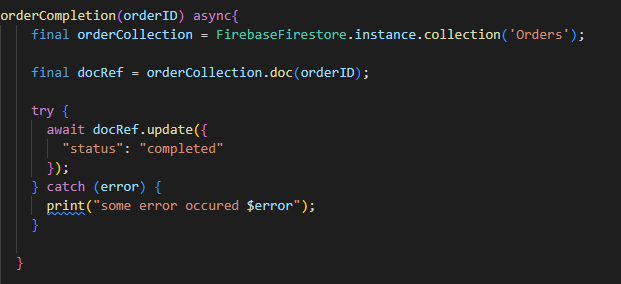 orderCompletion(orderID) async{
final orderCollection = FirebaseFirestore.instance.collection('Orders');
final docRef = orderCollection.doc(orderID);
try {
await docRef.update({
"status": "completed"
});
} catch (error) {
print("some error occured $error");
}
}